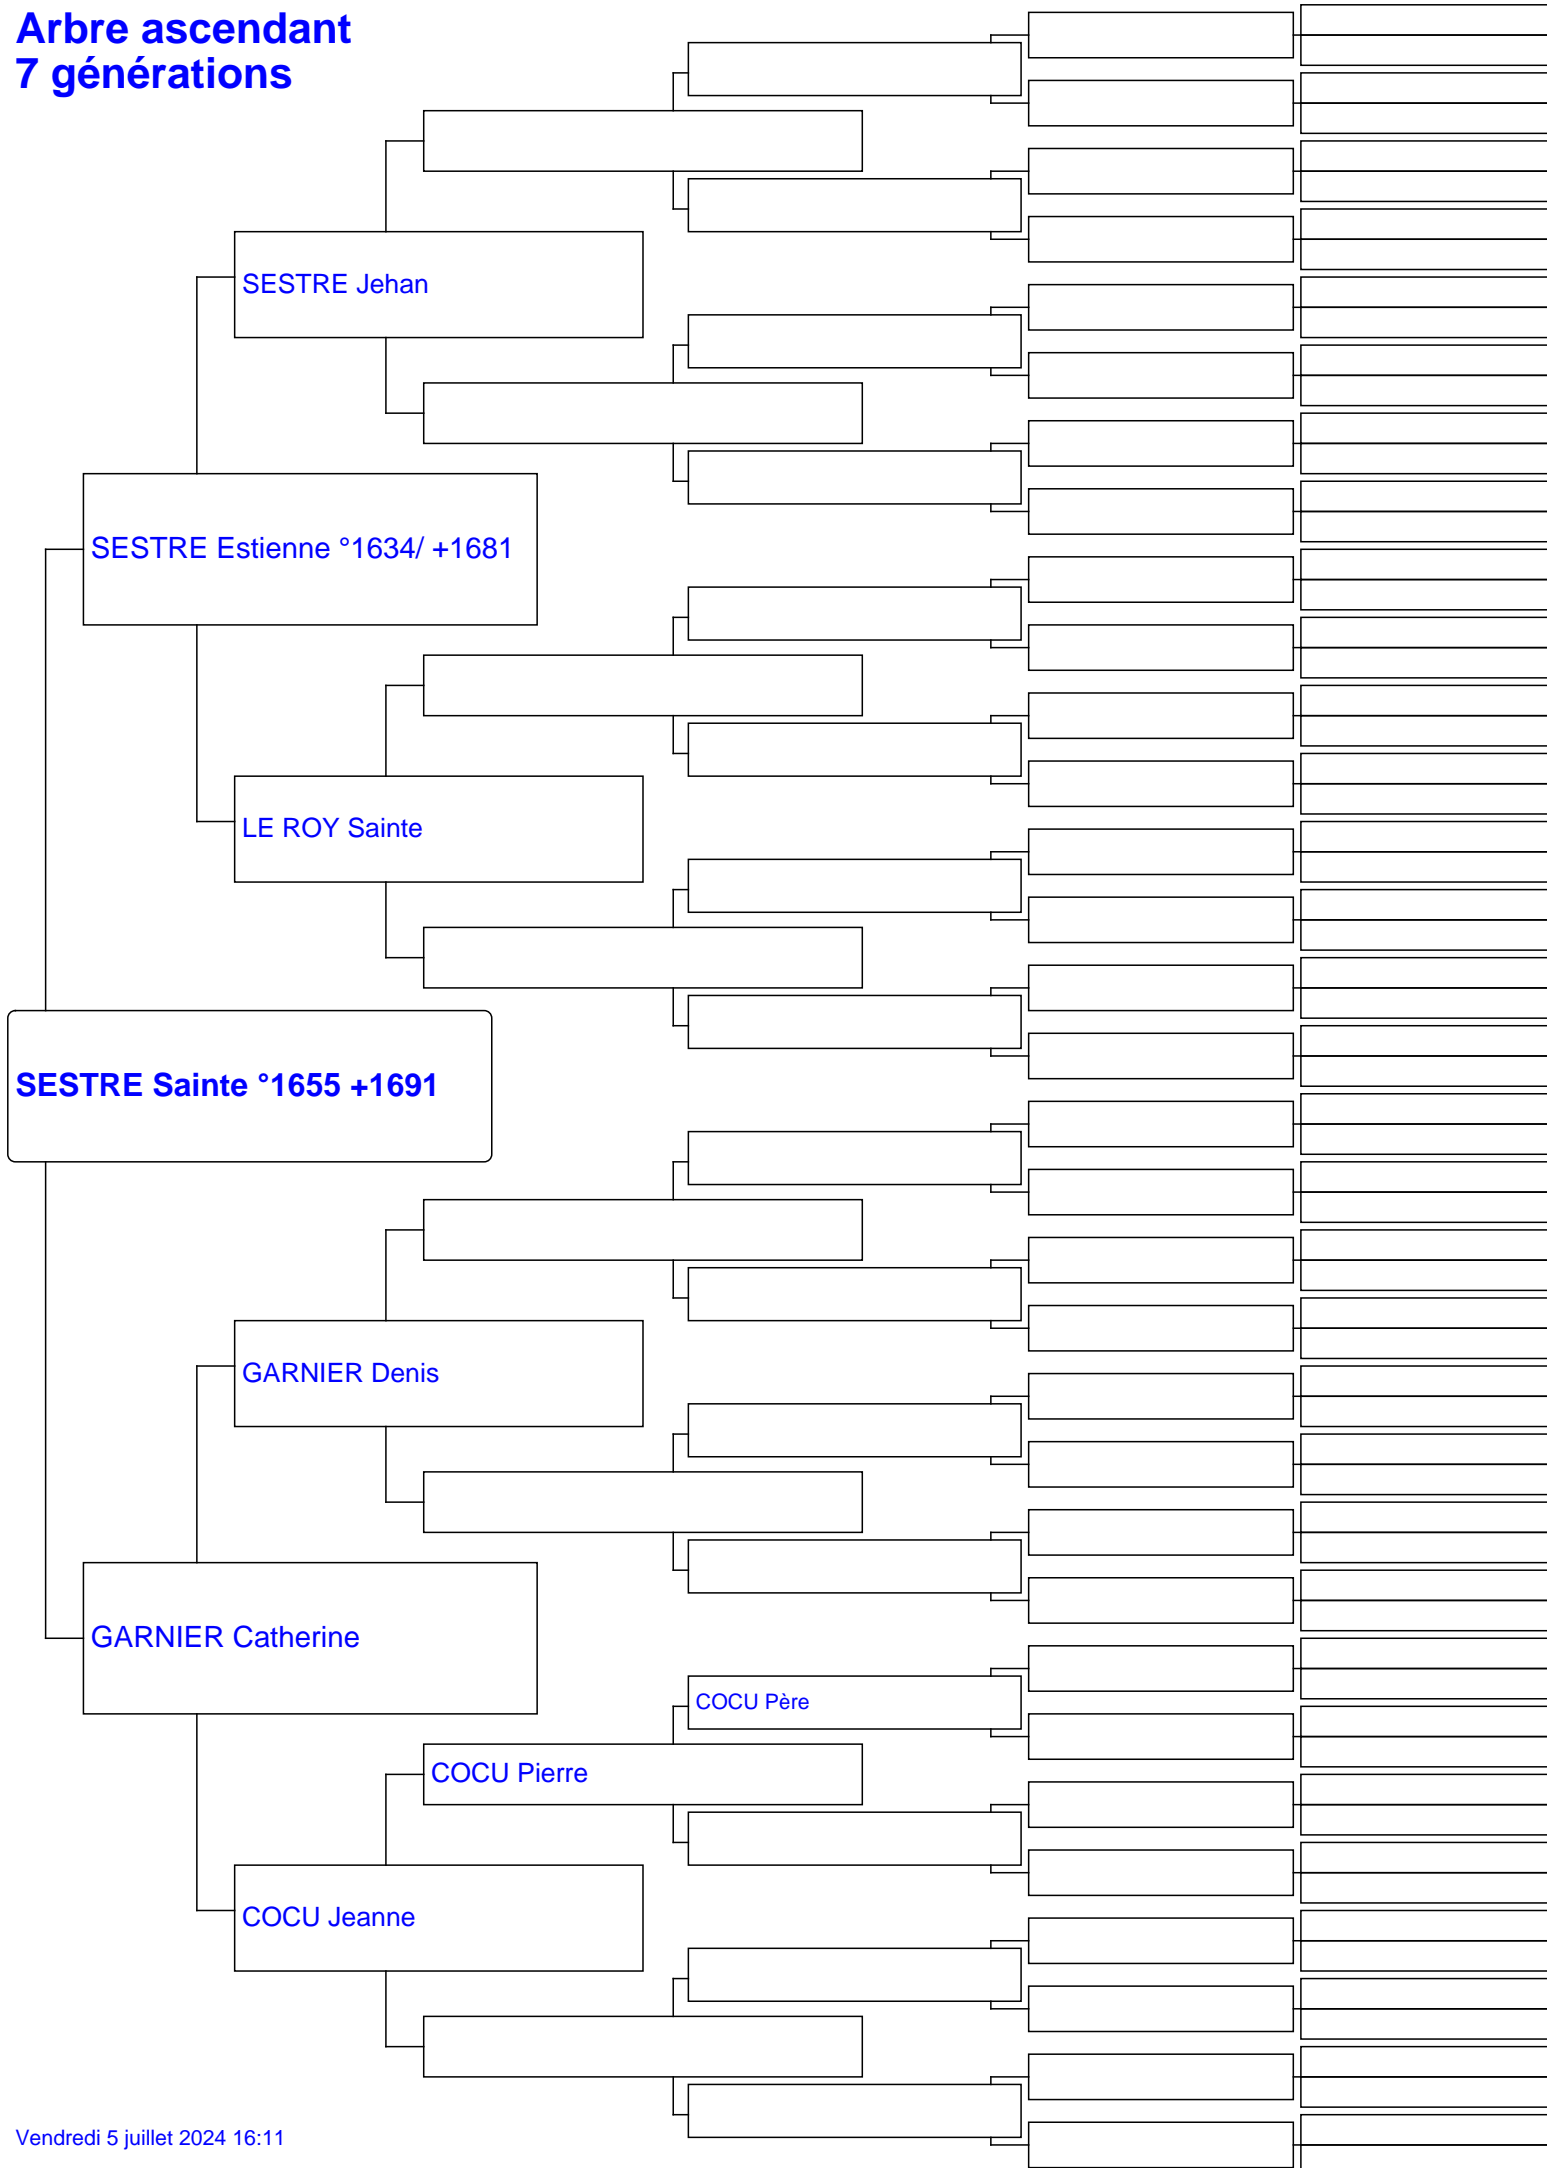 Arbre ascendant
7 générations
SESTRE Jehan
SESTRE Estienne °1634/ +1681
LE ROY Sainte
SESTRE Sainte °1655 +1691
GARNIER Denis
GARNIER Catherine
COCU Père
COCU Pierre
COCU Jeanne
Vendredi 5 juillet 2024 16:11